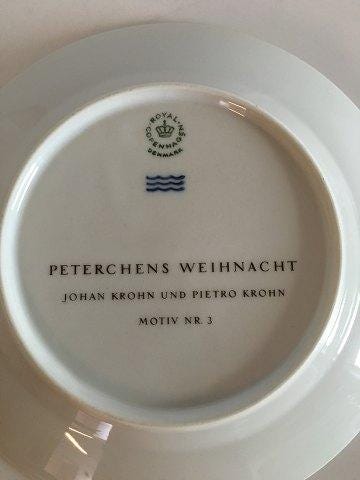 ROYAL
COPENHAGEN
DENMARK
PETERCHENS WEIHNACHT
JOHAN KROHN UND PIETRO KROHN
MOTIV NR. 3